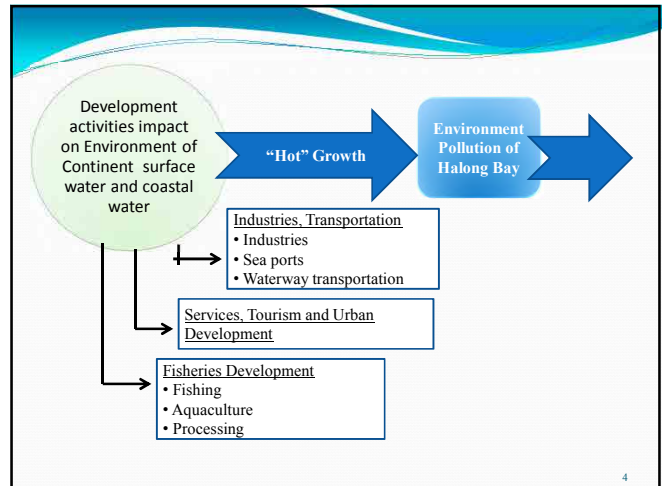 Development
activities impact
on Environment of
Continent surface
water and coastal
water
“Hot” Growth
Environment
Pollution of
Halong Bay
Industries, Transportation
• Industries
• Sea ports
• Waterway transportation
Services, Tourism and Urban
Development
Fisheries Development
• Fishing
• Aquaculture
• Processing
4